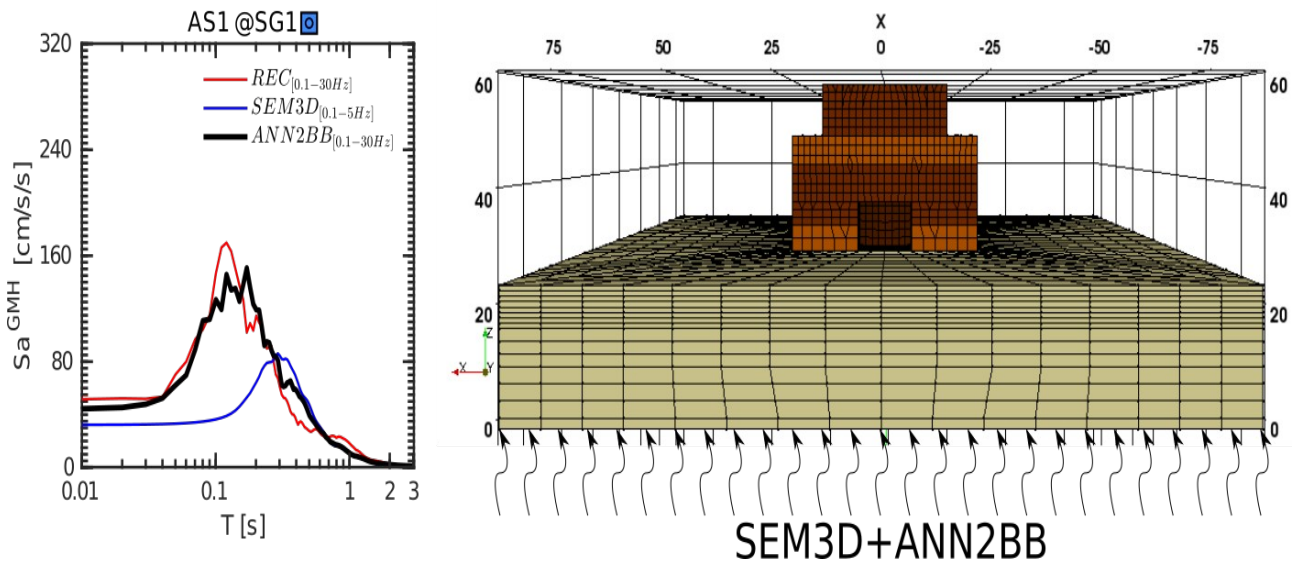 AS1 @SG1
320
240
160
80
0
Sa GMH [cm/s/s]
REC[0.1−30Hz]
SEM3D[0.1−5Hz]
ANN2BB[0.1−30Hz]
0.01 0.1 1 2 3
T [s]
X
75 50 25 0 -25 -50 -75
60 60
40 40
20 20
0 0
Z
X Y
SEM3D+ANN2BB